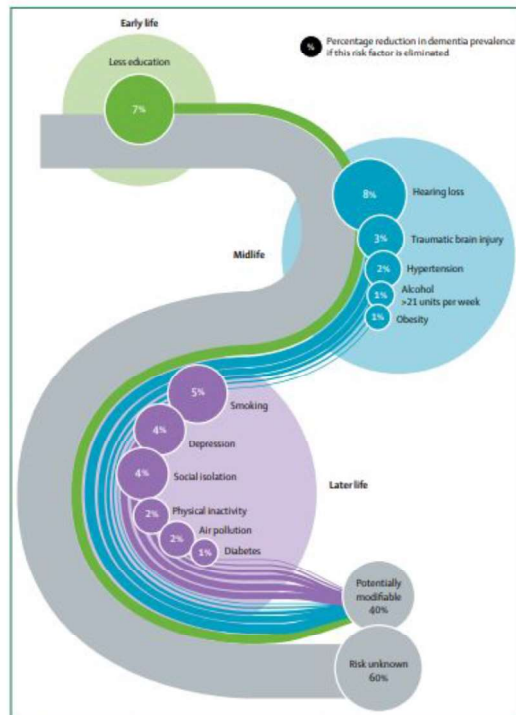 Early life
Percentage reduction in dementia prevalence
% if this risk factor is eliminated
Less education
7%
8%
Hearing loss
3%
Traumatic brain injury
Midlife
2%
Hypertension
1%
Alcohol
>21 units per week
1%
Obesity
5%
Smoking
4%
Depression
4%
Social isolation
Later life
2%
Physical inactivity
2%
Air pollution
1%
Diabetes
Potentially
modifiable
40%
Risk unknown
60%